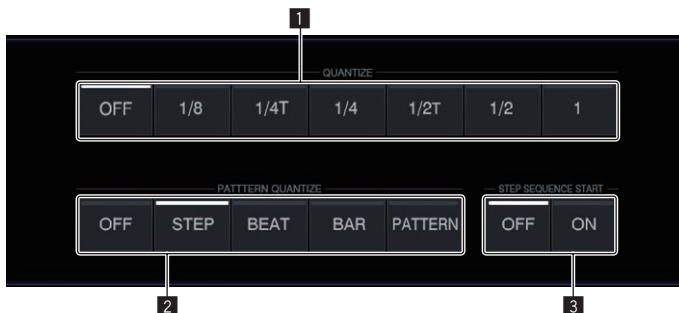 1
QUANTIZE
OFF 1/8 1/4T 1/4 1/2T 1/2 1
PATTTERN QUANTIZE STEP SEQUENCE START
OFF STEP BEAT BAR PATTERN OFF ON
2 3